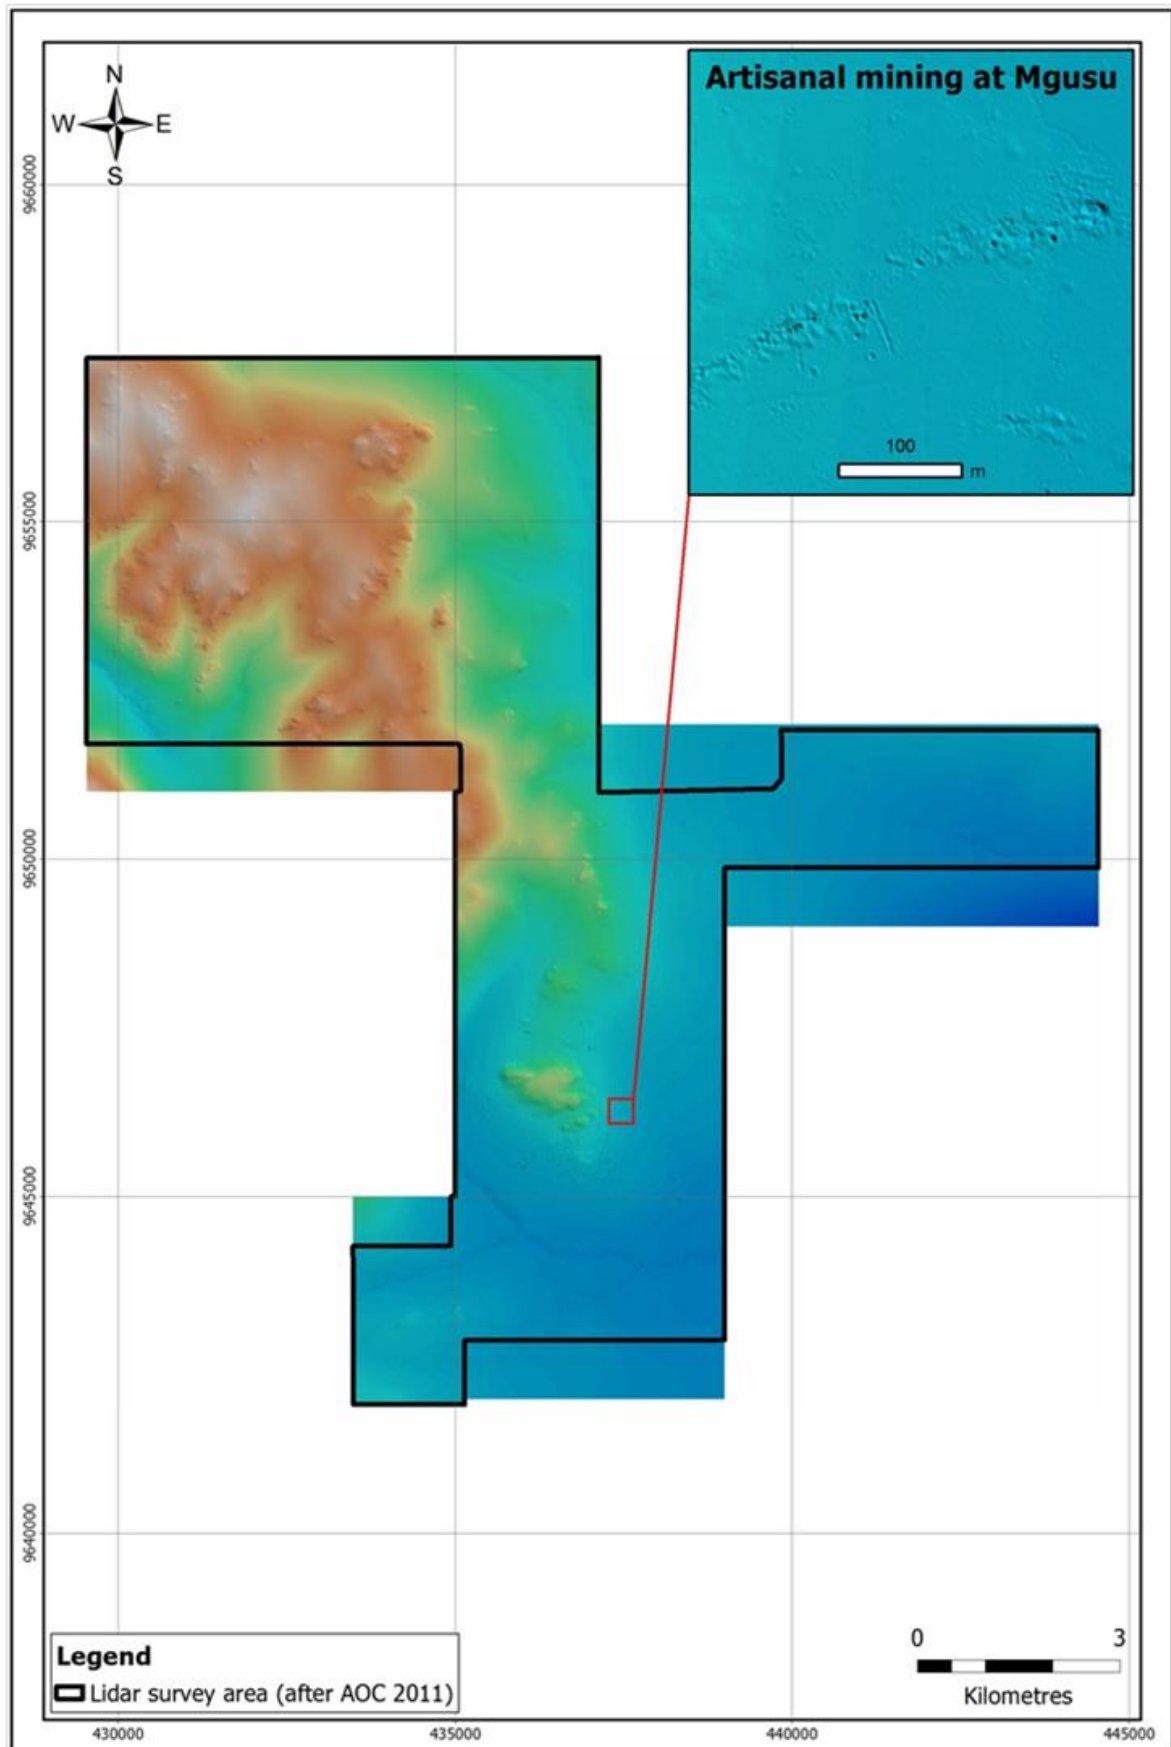 Artisanal mining at Mgusu
N
W E
S
9660000
100
m
9655000
9650000
9645000
9640000
Legend
Lidar survey area (after AOC 2011)
0 3
Kilometres
430000 435000 440000 445000